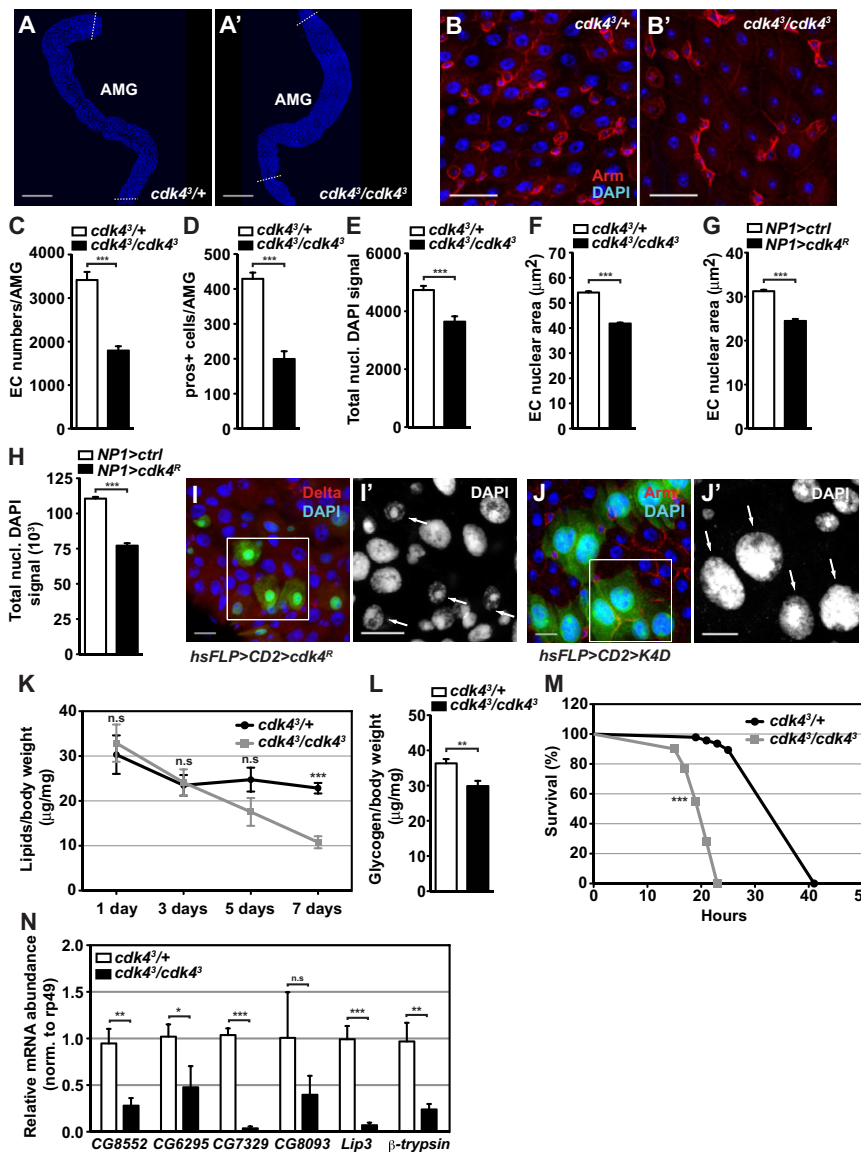 A
AMG
cdk4³/+
A'
AMG
cdk4³/cdk4³
B
cdk4³/+
Arm
DAPI
B'
cdk4³/cdk4³
C
cdk4³/+
cdk4³/cdk4³
EC numbers/AMG
***
4000
3000
2000
1000
0
D
cdk4³/+
cdk4³/cdk4³
pros+ cells/AMG
***
500
400
300
200
100
0
E
cdk4³/+
cdk4³/cdk4³
Total nucl. DAPI signal
***
6000
4000
2000
0
F
cdk4³/+
cdk4³/cdk4³
EC nuclear area (μm²)
***
70
60
50
40
30
20
10
0
G
NP1>ctrl
NP1>cdk4ᴿ
EC nuclear area (μm²)
***
40
30
20
10
0
H
NP1>ctrl
NP1>cdk4ᴿ
Total nucl. DAPI
signal (10³)
***
125
100
75
50
25
0
I
Delta
DAPI
hsFLP>CD2>cdk4ᴿ
I'
DAPI
J
Arm
DAPI
hsFLP>CD2>K4D
J'
DAPI
K
Lipids/body weight
(μg/mg)
40
30
20
10
0
n.s
n.s
n.s
***
cdk4³/+
cdk4³/cdk4³
1 day 3 days 5 days 7 days
L
cdk4³/+
cdk4³/cdk4³
Glycogen/body weight
(μg/mg)
**
50
40
30
20
10
0
M
Survival (%)
120
100
80
60
40
20
0
***
cdk4³/+
cdk4³/cdk4³
0 10 20 30 40 50
Hours
N
cdk4³/+
cdk4³/cdk4³
Relative mRNA abundance
(norm. to rp49)
2.0
1.5
1.0
0.5
0.0
** * *** n.s *** **
CG8552 CG6295 CG7329 CG8093 Lip3 β-trypsin